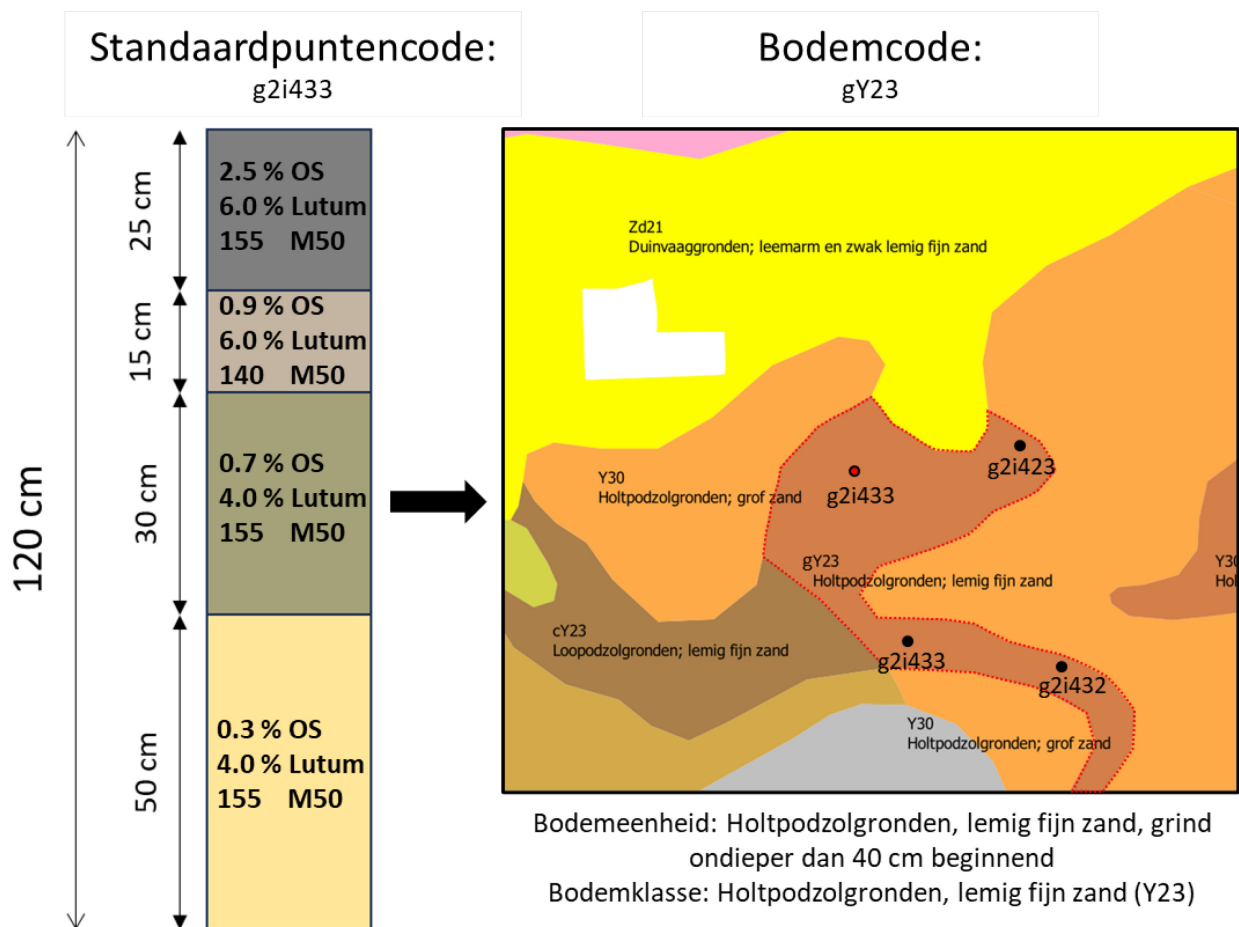 Standaardpuntencode:
g2i433
Bodemcode:
gY23
120 cm
25 cm
2.5 % OS
6.0 % Lutum
155 M50
15 cm
0.9 % OS
6.0 % Lutum
140 M50
30 cm
0.7 % OS
4.0 % Lutum
155 M50
50 cm
0.3 % OS
4.0 % Lutum
155 M50
Zd21
Duinvaaggronden; leemarm en zwak lemig fijn zand
g2i423
Y30
Holtpodzolgronden; grof zand
g2i433
gY23
Holtpodzolgronden; lemig fijn zand
Y30
Hol
cY23
Loopodzolgronden; lemig fijn zand
g2i433
g2i432
Y30
Holtpodzolgronden; grof zand
Bodemeenheid: Holtpodzolgronden, lemig fijn zand, grind
ondieper dan 40 cm beginnend
Bodemklasse: Holtpodzolgronden, lemig fijn zand (Y23)